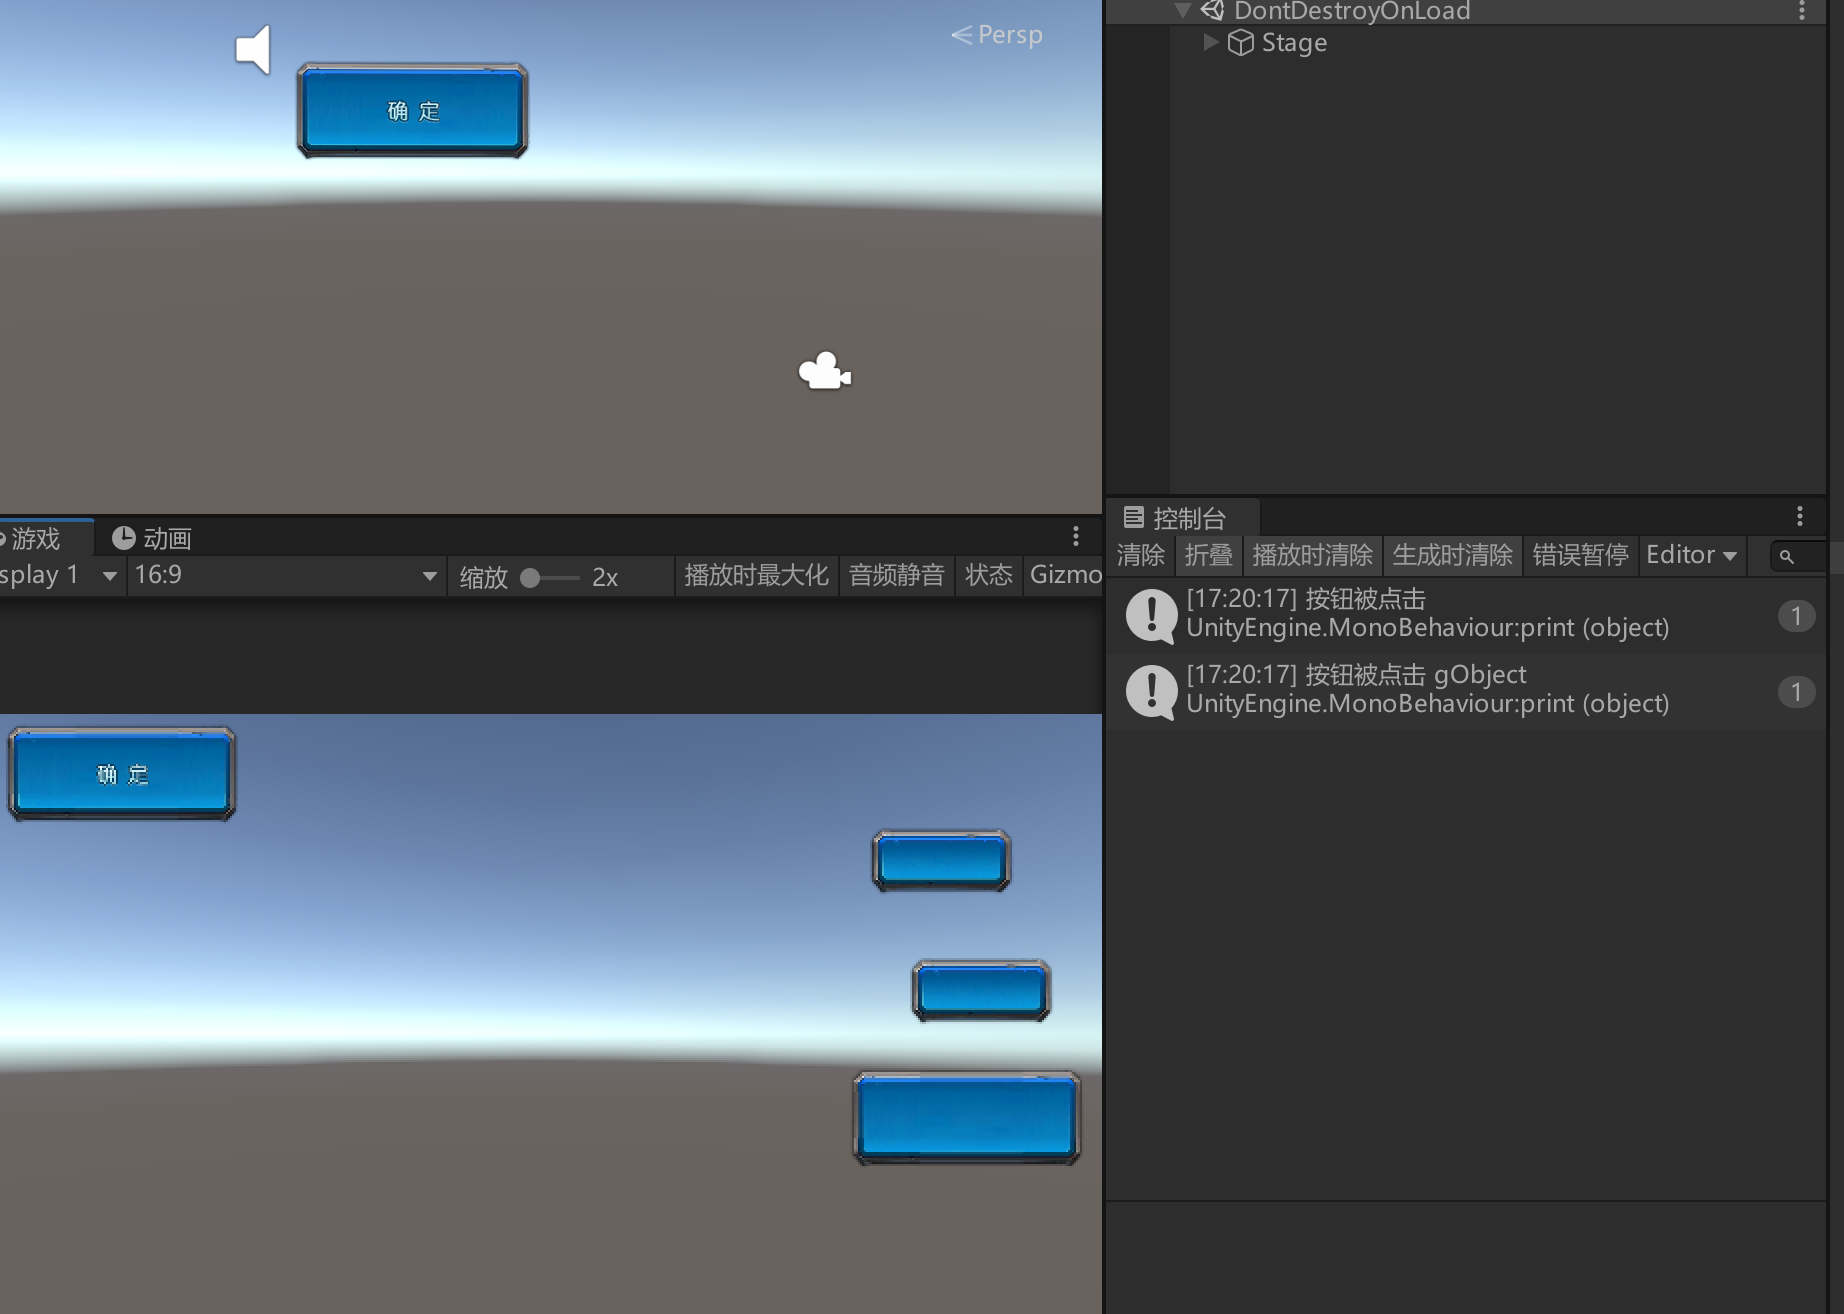 Persp
确 定
DontDestroyOnLoad
Stage
游戏
动画
splay 1
16:9
缩放
2x
播放时最大化
音频静音
状态
Gizmo
确 定
控制台
清除
折叠
播放时清除
生成时清除
错误暂停
Editor
[17:20:17] 按钮被点击
UnityEngine.MonoBehaviour:print (object)
1
[17:20:17] 按钮被点击 gObject
UnityEngine.MonoBehaviour:print (object)
1